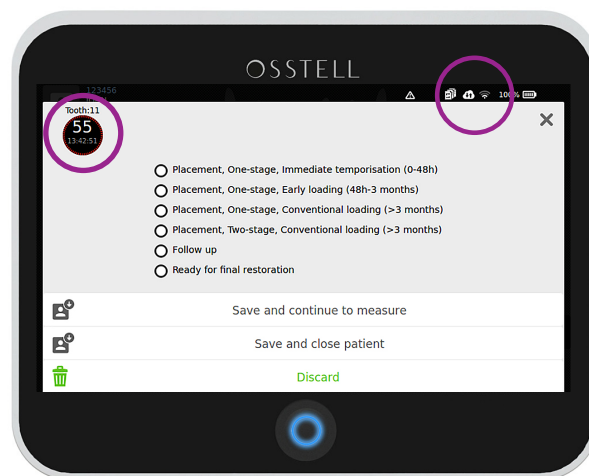 OSSTELL
123456
100%
Tooth:11
55
13:42:51
Placement, One-stage, Immediate temporisation (0-48h)
Placement, One-stage, Early loading (48h-3 months)
Placement, One-stage, Conventional loading (>3 months)
Placement, Two-stage, Conventional loading (>3 months)
Follow up
Ready for final restoration
Save and continue to measure
Save and close patient
Discard